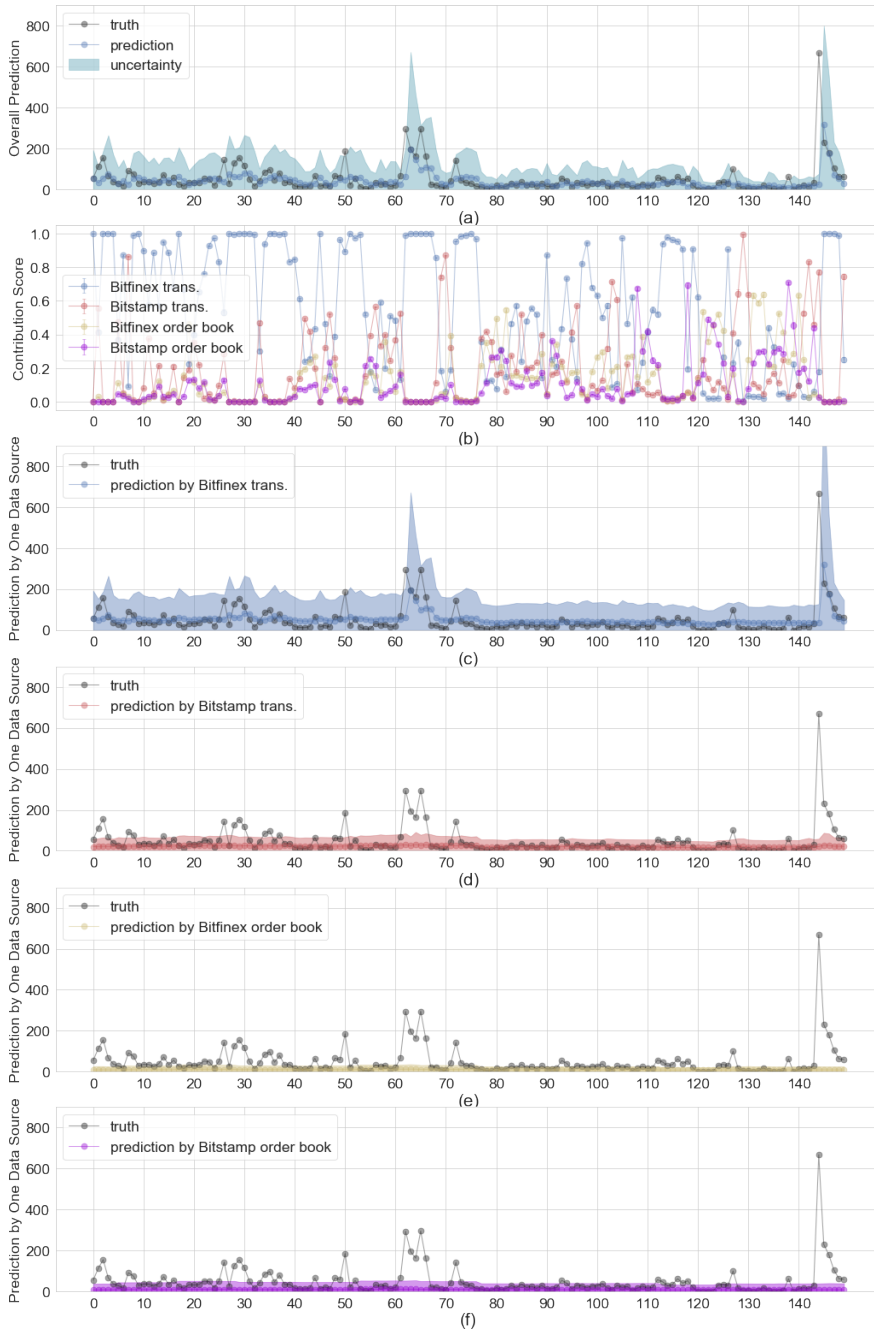 Overall Prediction
800
600
400
200
0
truth
prediction
uncertainty
0 10 20 30 40 50 60 70 80 90 100 110 120 130 140
(a)
Contribution Score
1.0
0.8
0.6
0.4
0.2
0.0
Bitfinex trans.
Bitstamp trans.
Bitfinex order book
Bitstamp order book
0 10 20 30 40 50 60 70 80 90 100 110 120 130 140
(b)
Prediction by One Data Source
800
600
400
200
0
truth
prediction by Bitfinex trans.
0 10 20 30 40 50 60 70 80 90 100 110 120 130 140
(c)
Prediction by One Data Source
800
600
400
200
0
truth
prediction by Bitstamp trans.
0 10 20 30 40 50 60 70 80 90 100 110 120 130 140
(d)
Prediction by One Data Source
800
600
400
200
0
truth
prediction by Bitfinex order book
0 10 20 30 40 50 60 70 80 90 100 110 120 130 140
(e)
Prediction by One Data Source
800
600
400
200
0
truth
prediction by Bitstamp order book
0 10 20 30 40 50 60 70 80 90 100 110 120 130 140
(f)